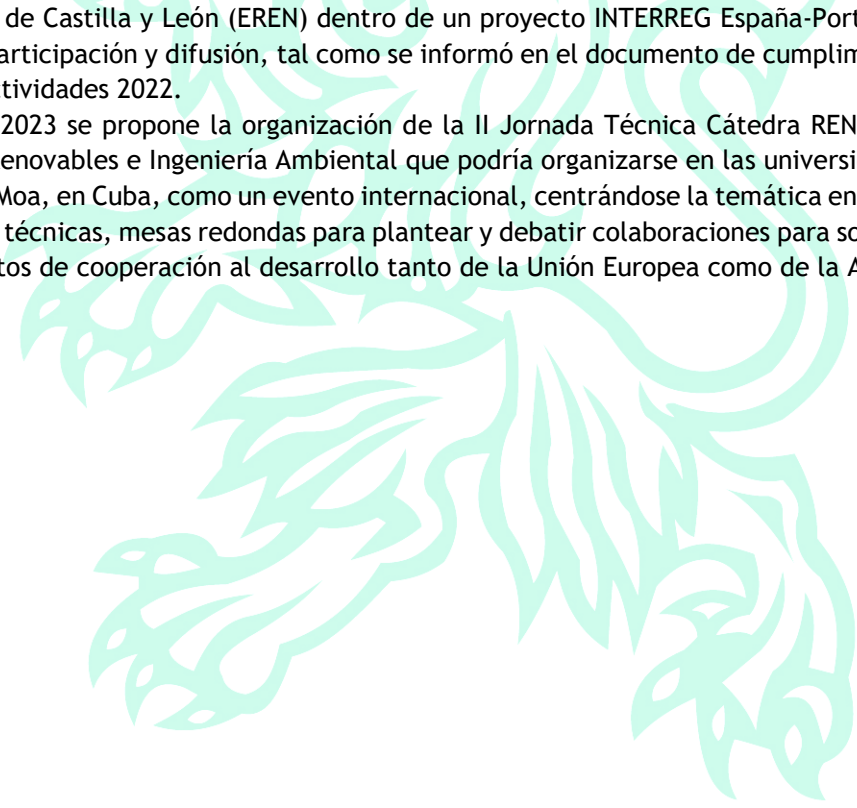 de Castilla y León (EREN) dentro de un proyecto INTERREG España-Port
articipación y difusión, tal como se informó en el documento de cumplim
tividades 2022.
2023 se propone la organización de la II Jornada Técnica Cátedra REN
enovables e Ingeniería Ambiental que podría organizarse en las universi
Moa, en Cuba, como un evento internacional, centrándose la temática en
técnicas, mesas redondas para plantear y debatir colaboraciones para so
tos de cooperación al desarrollo tanto de la Unión Europea como de la A